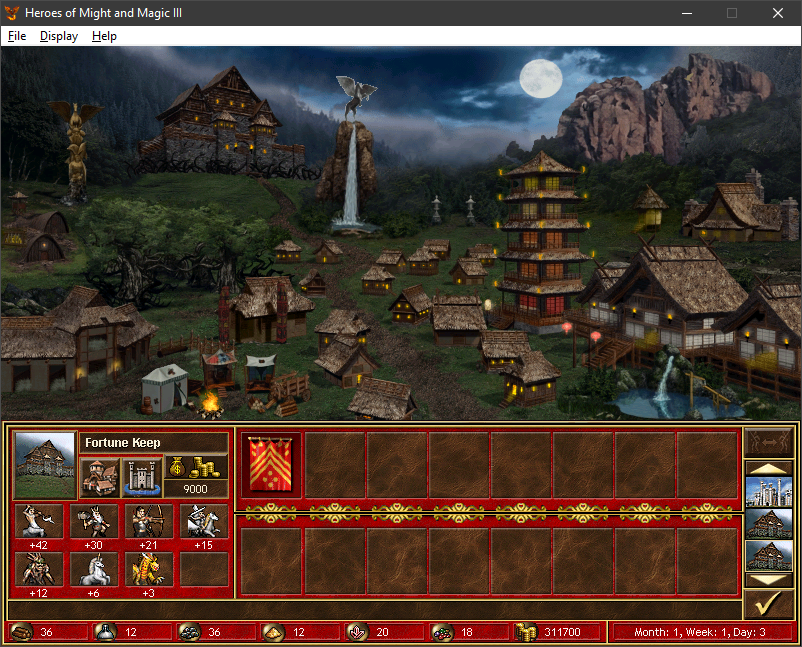 Heroes of Might and Magic III
File Display Help
Fortune Keep
9000
+42 +30 +21 +15
+12 +6 +3
36 12 36 12 20 18 311700 Month: 1, Week: 1, Day: 3